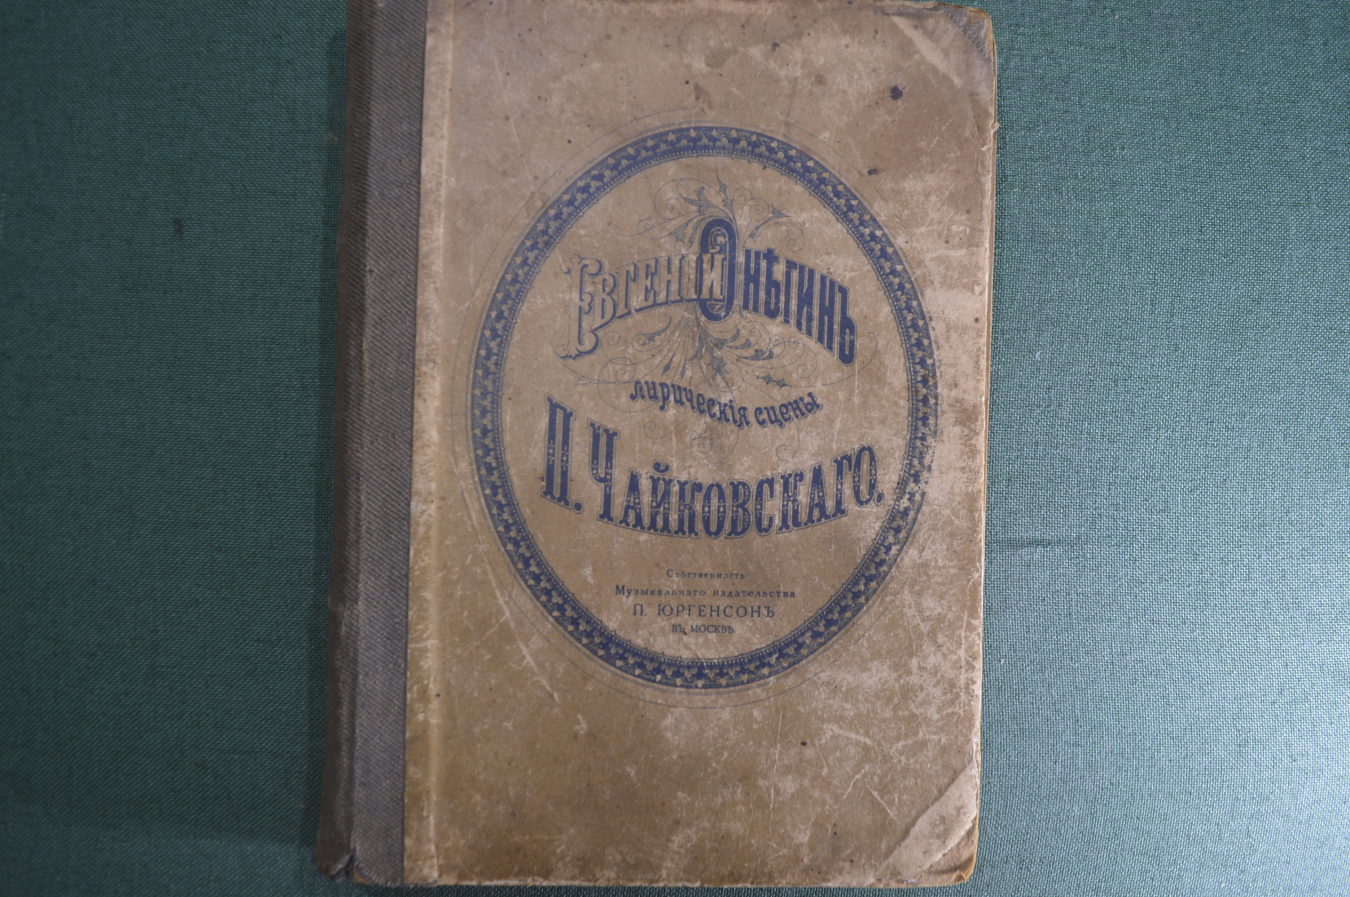 Евгеній Онѣгинъ
лирическія сцены
П. Чайковскаго.
Собственность
Музыкальнаго издательства
П. ЮРГЕНСОНЪ
ВЪ МОСКВѢ.